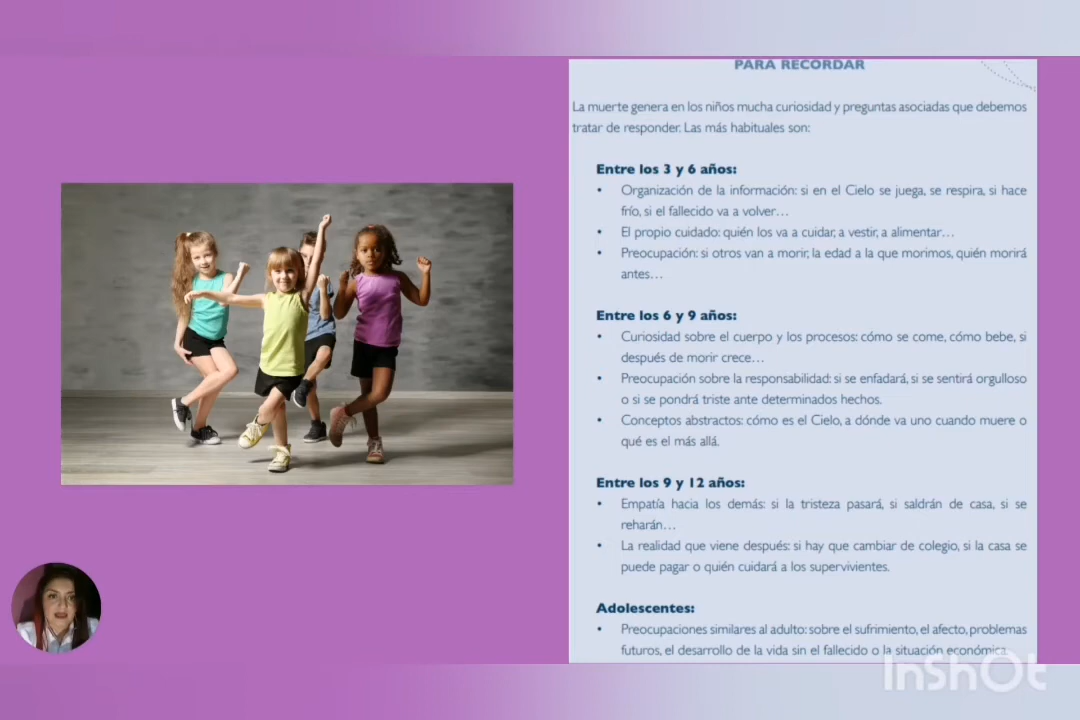 PARA RECORDAR
La muerte genera en los niños mucha curiosidad y preguntas asociadas que debemos
tratar de responder. Las más habituales son:
Entre los 3 y 6 años:
• Organización de la información: si en el Cielo se juega, se respira, si hace
frío, si el fallecido va a volver…
• El propio cuidado: quién los va a cuidar, a vestir, a alimentar…
• Preocupación: si otros van a morir, la edad a la que morimos, quién morirá
antes…
Entre los 6 y 9 años:
• Curiosidad sobre el cuerpo y los procesos: cómo se come, cómo bebe, si
después de morir crece…
• Preocupación sobre la responsabilidad: si se enfadará, si se sentirá orgulloso
o si se pondrá triste ante determinados hechos.
• Conceptos abstractos: cómo es el Cielo, a dónde va uno cuando muere o
qué es el más allá.
Entre los 9 y 12 años:
• Empatía hacia los demás: si la tristeza pasará, si saldrán de casa, si se
reharán…
• La realidad que viene después: si hay que cambiar de colegio, si la casa se
puede pagar o quién cuidará a los supervivientes.
Adolescentes:
• Preocupaciones similares al adulto: sobre el sufrimiento, el afecto, problemas
futuros, el desarrollo de la vida sin el fallecido o la situación económica.
InShOt